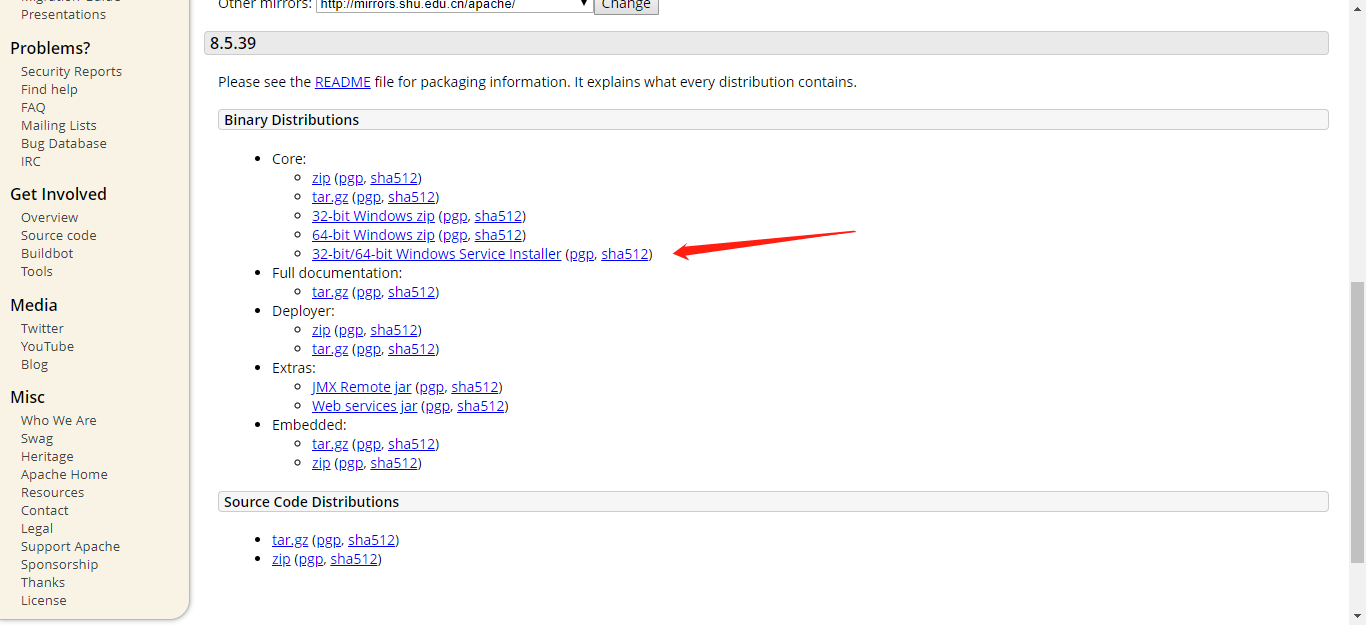 Presentations
Problems?
Security Reports
Find help
FAQ
Mailing Lists
Bug Database
IRC
Get Involved
Overview
Source code
Buildbot
Tools
Media
Twitter
YouTube
Blog
Misc
Who We Are
Swag
Heritage
Apache Home
Resources
Contact
Legal
Support Apache
Sponsorship
Thanks
License
Other mirrors: http://mirrors.shu.edu.cn/apache/ Change
8.5.39
Please see the README file for packaging information. It explains what every distribution contains.
Binary Distributions
Core:
zip (pgp, sha512)
tar.gz (pgp, sha512)
32-bit Windows zip (pgp, sha512)
64-bit Windows zip (pgp, sha512)
32-bit/64-bit Windows Service Installer (pgp, sha512)
Full documentation:
tar.gz (pgp, sha512)
Deployer:
zip (pgp, sha512)
tar.gz (pgp, sha512)
Extras:
JMX Remote jar (pgp, sha512)
Web services jar (pgp, sha512)
Embedded:
tar.gz (pgp, sha512)
zip (pgp, sha512)
Source Code Distributions
tar.gz (pgp, sha512)
zip (pgp, sha512)